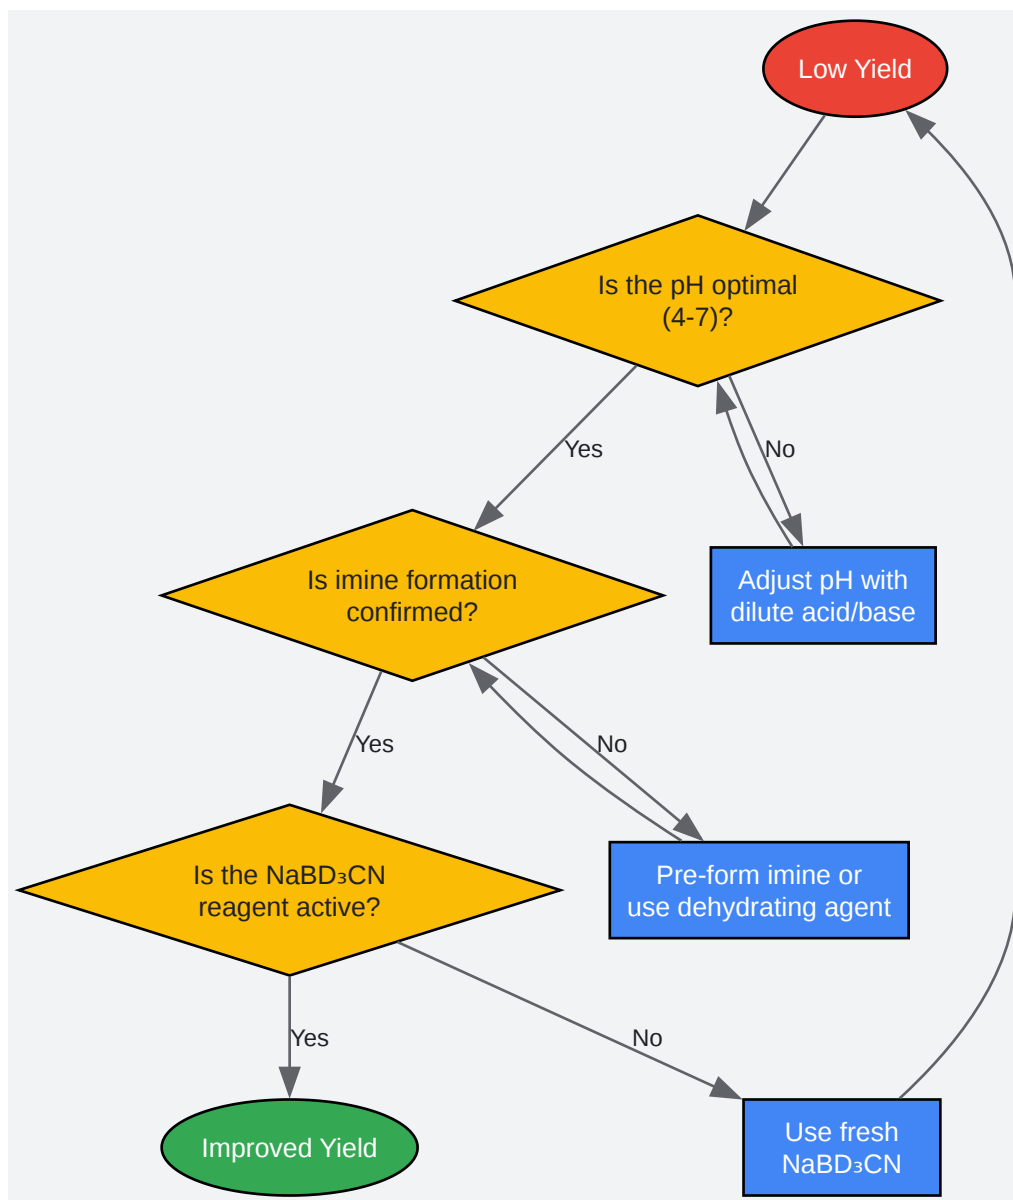 Low Yield
Is the pH optimal
(4-7)?
Yes
No
Is imine formation
confirmed?
Adjust pH with
dilute acid/base
Yes
No
Is the NaBD₃CN
reagent active?
Pre-form imine or
use dehydrating agent
Yes
No
Improved Yield
Use fresh
NaBD₃CN